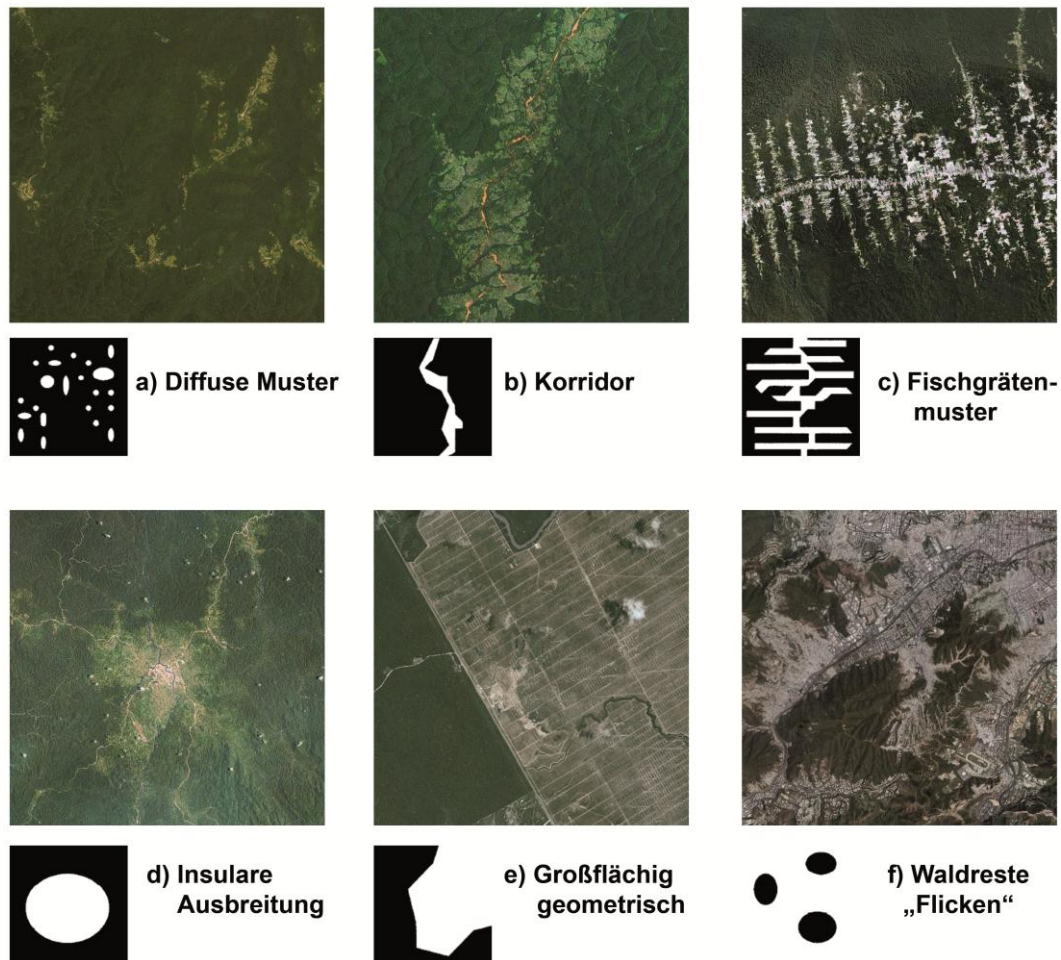 a) Diffuse Muster
b) Korridor
c) Fischgräten-
muster
d) Insulare
Ausbreitung
e) Großflächig
geometrisch
f) Waldreste
„Flicken“